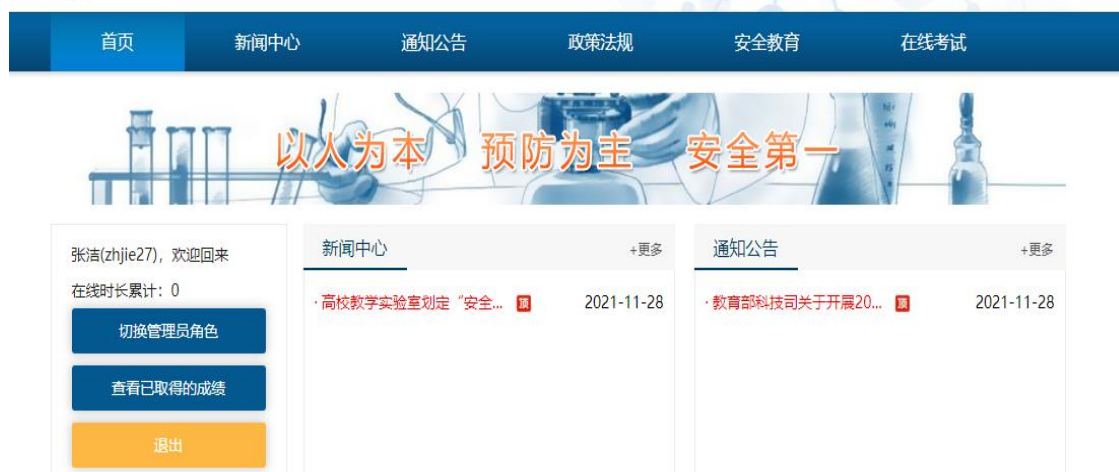 首页 新闻中心 通知公告 政策法规 安全教育 在线考试
以人为本 预防为主 安全第一
张洁(zhjie27)，欢迎回来
在线时长累计：0
切换管理员角色
查看已取得的成绩
退出
新闻中心 +更多
·高校教学实验室划定“安全... 顶 2021-11-28
通知公告 +更多
·教育部科技司关于开展20... 顶 2021-11-28